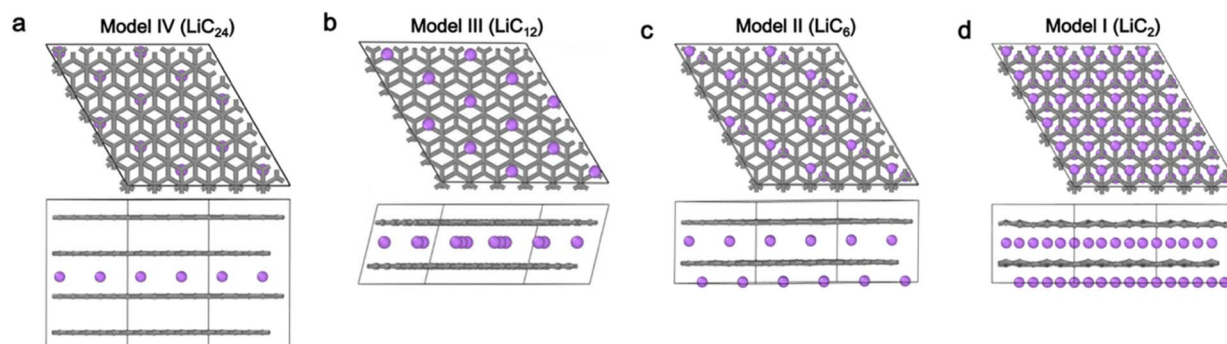 a
Model IV (LiC₂₄)
b
Model III (LiC₁₂)
c
Model II (LiC₆)
d
Model I (LiC₂)